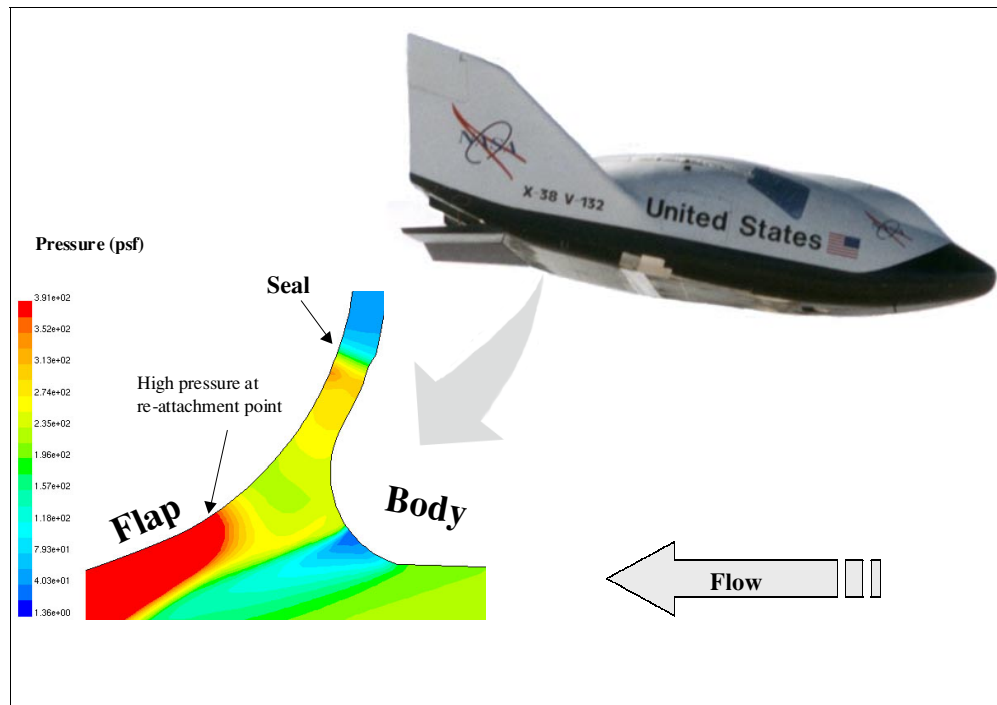 NASA
X-38 V-132
United States
NASA
Pressure (psf)
Seal
3.91e+02
3.52e+02
3.13e+02
2.74e+02
2.35e+02
1.96e+02
1.57e+02
1.18e+02
7.93e+01
4.03e+01
1.36e+00
High pressure at
re-attachment point
Flap
Body
Flow